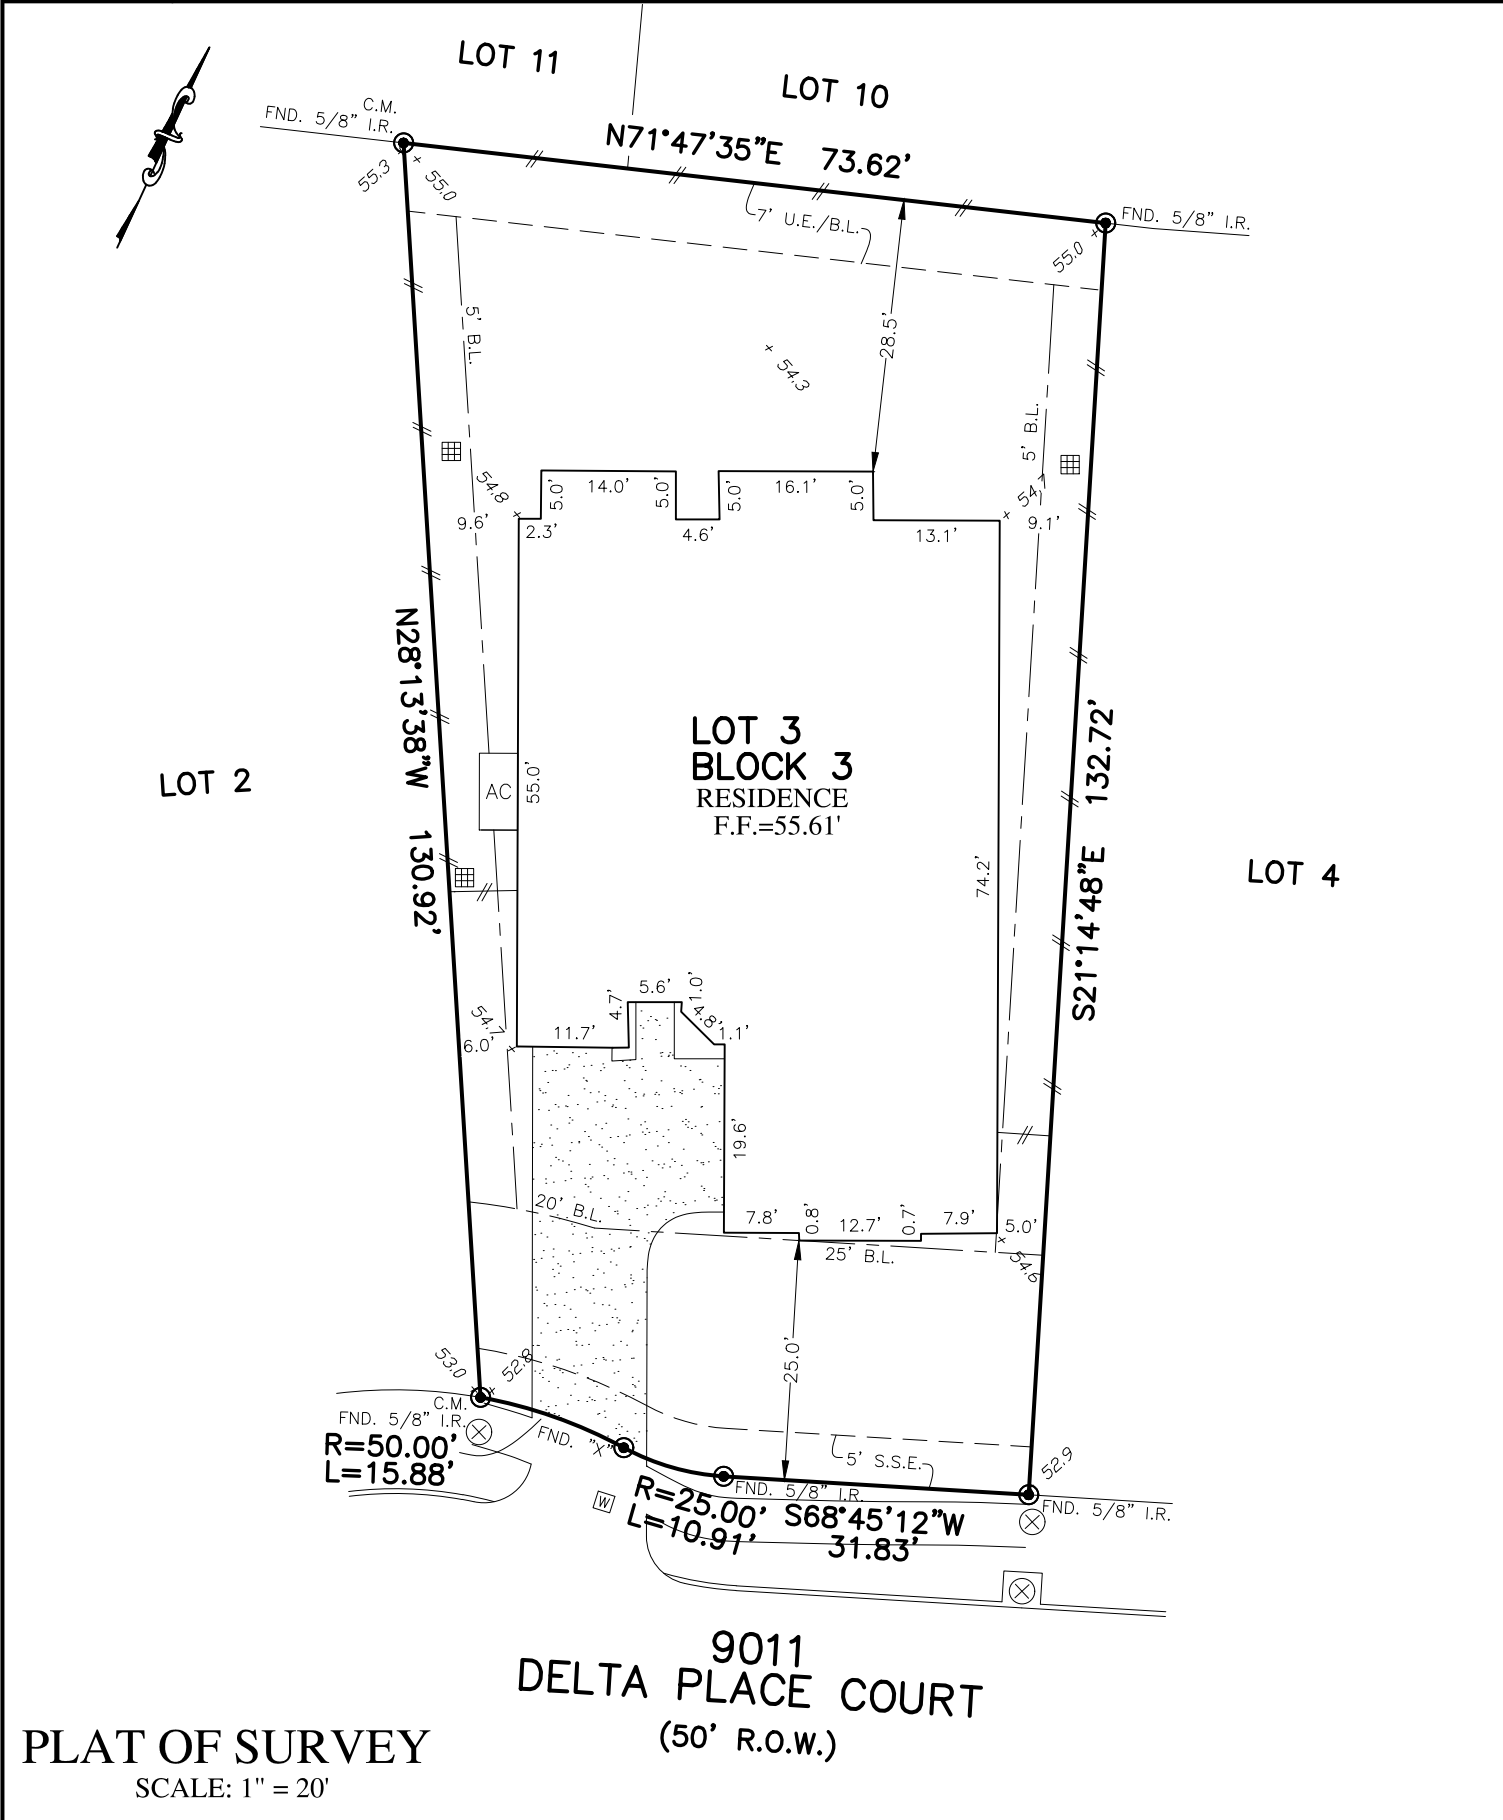 LOT 11
LOT 10
C.M.
FND. 5/8" I.R.
N71°47'35"E 73.62'
55.3
55.0
7' U.E./B.L.
FND. 5/8" I.R.
55.0
5' B.L.
28.5'
54.3
5' B.L.
54.8
9.6'
2.3'
5.0'
14.0'
5.0'
4.6'
5.0'
16.1'
5.0'
13.1'
9.1'
N28°13'38"W 130.92'
LOT 3
BLOCK 3
RESIDENCE
F.F.=55.61'
LOT 2
AC
55.0'
74.2'
S21°14'48"E 132.72'
LOT 4
54.7
6.0'
11.7'
4.7'
5.6'
1.0'
4.8'
1.1'
19.6'
20' B.L.
7.8'
0.8'
12.7'
0.7'
7.9'
5.0'
25' B.L.
54.6
25.0'
53.0
52.8
C.M.
FND. 5/8" I.R.
R=50.00'
L=15.88'
FND. "X"
5' S.S.E.
52.9
FND. 5/8" I.R.
FND. 5/8" I.R.
W
R=25.00'
L=10.91'
S68°45'12"W
31.83'
9011
DELTA PLACE COURT
(50' R.O.W.)
PLAT OF SURVEY
SCALE: 1" = 20'